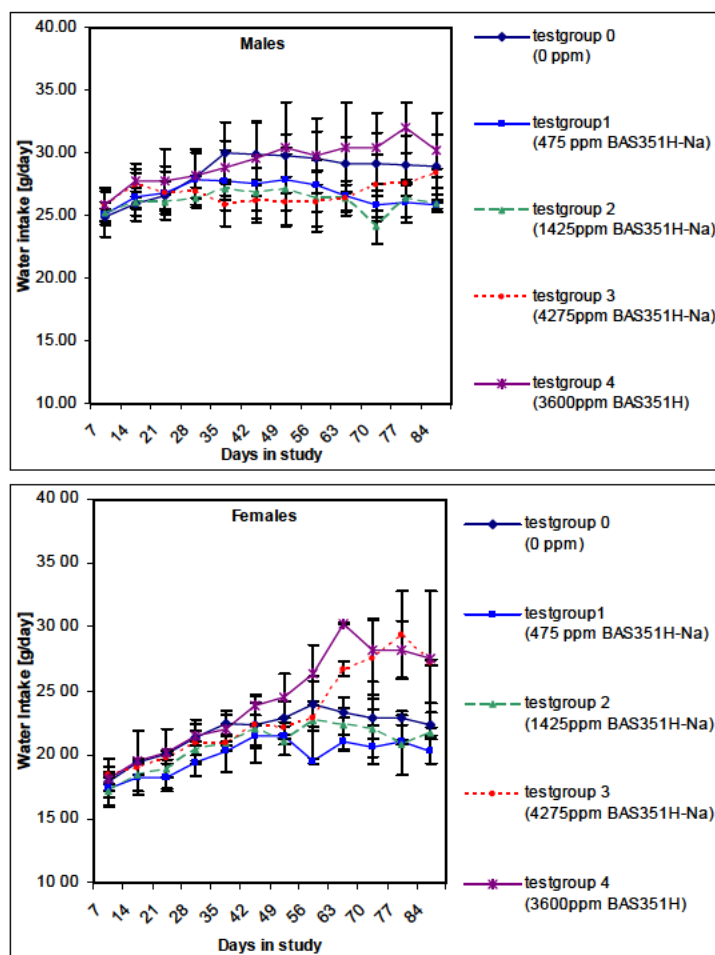 Males
Water intake [g/day]
40.00
35.00
30.00
25.00
20.00
15.00
10.00
7 14 21 28 35 42 49 56 63 70 77 84
Days in study
testgroup 0
(0 ppm)
testgroup1
(475 ppm BAS351H-Na)
testgroup 2
(1425ppm BAS351H-Na)
testgroup 3
(4275ppm BAS351H-Na)
testgroup 4
(3600ppm BAS351H)
Females
Water Intake [g/day]
40 00
35 00
30 00
25 00
20 00
15 00
10 00
7 14 21 28 35 42 49 56 63 70 77 84
Days in study
testgroup 0
(0 ppm)
testgroup1
(475 ppm BAS351H-Na)
testgroup 2
(1425ppm BAS351H-Na)
testgroup 3
(4275ppm BAS351H-Na)
testgroup 4
(3600ppm BAS351H)